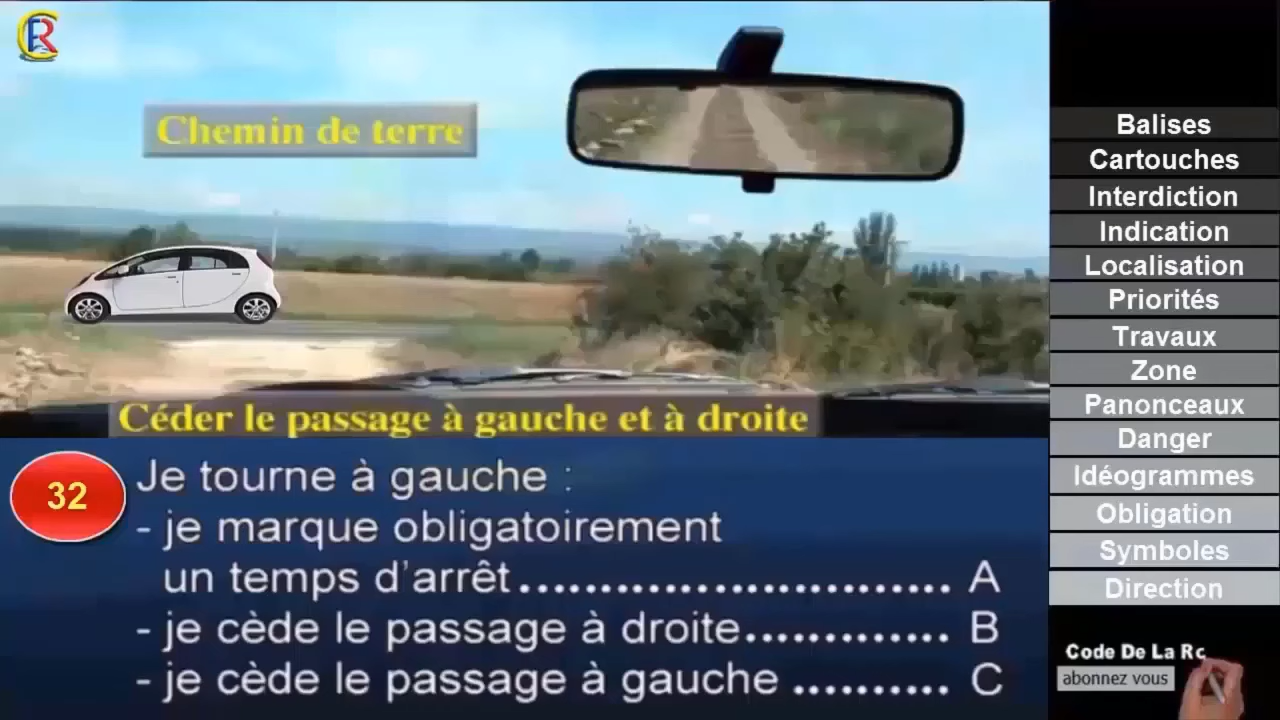 CR
Chemin de terre
Céder le passage à gauche et à droite
32
Je tourne à gauche :
- je marque obligatoirement
un temps d'arrêt............................ A
- je cède le passage à droite............. B
- je cède le passage à gauche .......... C
Balises
Cartouches
Interdiction
Indication
Localisation
Priorités
Travaux
Zone
Panonceaux
Danger
Idéogrammes
Obligation
Symboles
Direction
Code De La Rc
abonnez vous